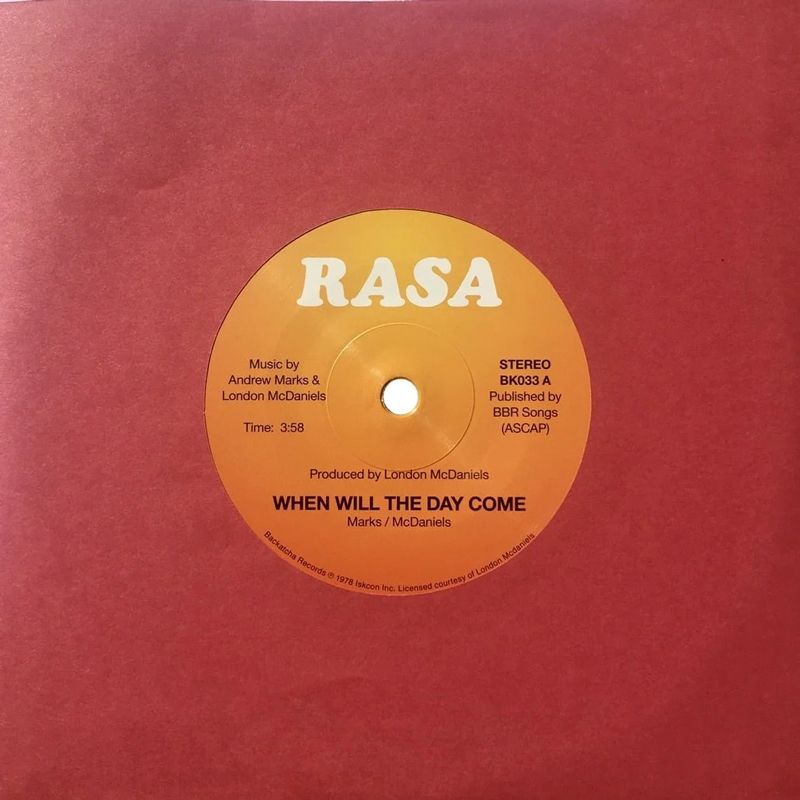 RASA
Music by
Andrew Marks &
London McDaniels
Time: 3:58
STEREO
BK033 A
Published by
BBR Songs
(ASCAP)
Produced by London McDaniels
WHEN WILL THE DAY COME
Marks / McDaniels
Backatcha Records ℗ 1978 Iskcon Inc. Licensed courtesy of London Mcdaniels